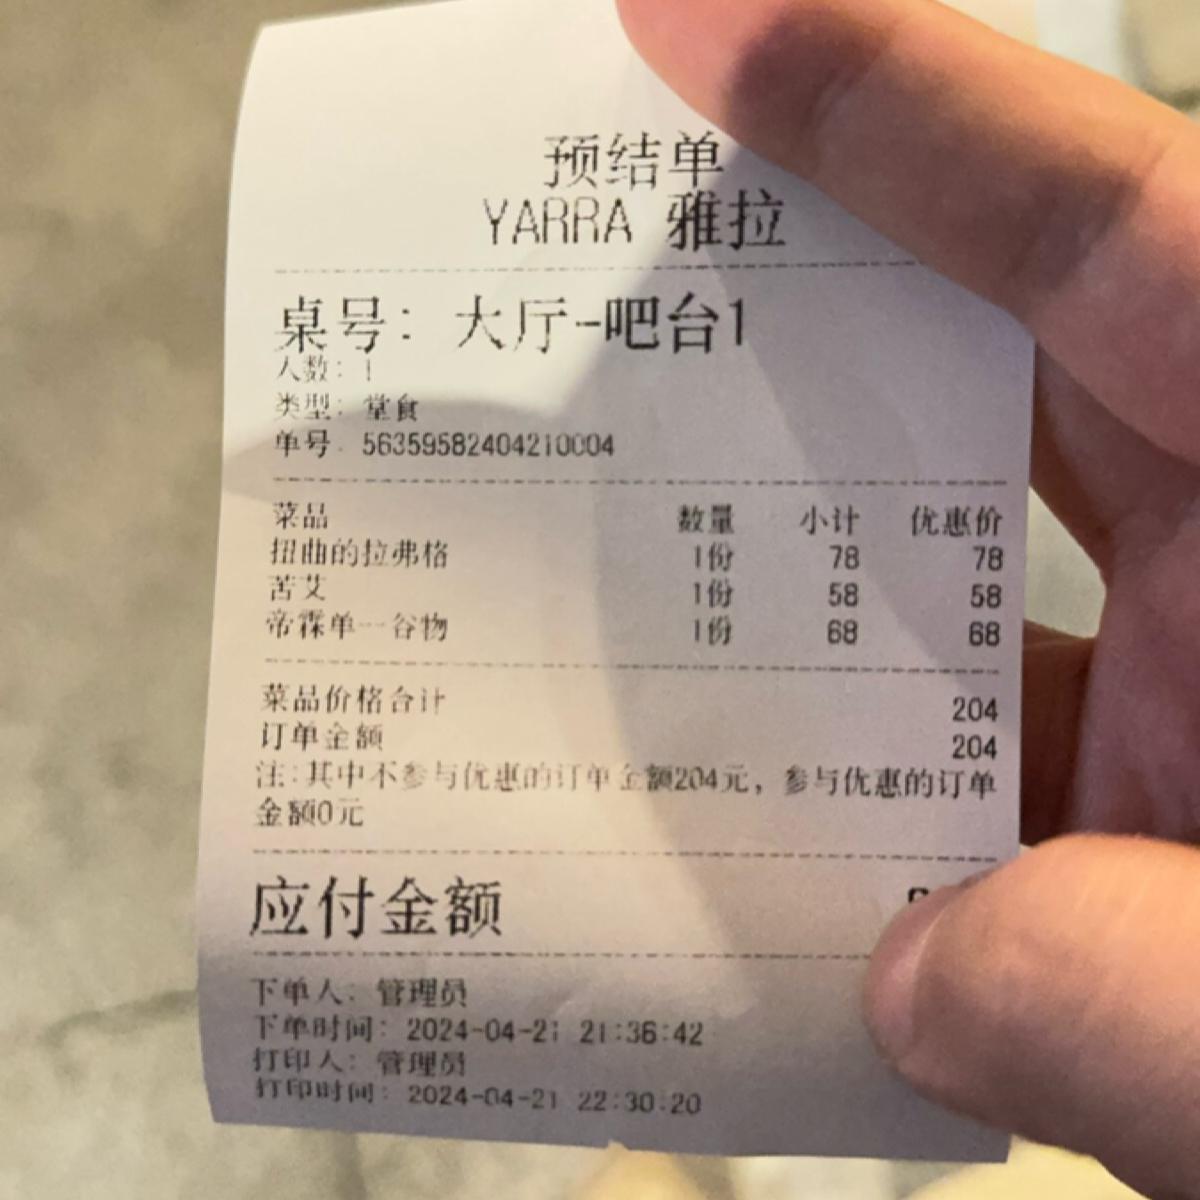 预结单
YARRA 雅拉
桌号: 大厅-吧台1
人数: 1
类型: 堂食
单号: 56359582404210004
菜品 数量 小计 优惠价
扭曲的拉弗格 1份 78 78
苦艾 1份 58 58
帝霖单一谷物 1份 68 68
菜品价格合计 204
订单金额 204
注:其中不参与优惠的订单金额204元, 参与优惠的订单
金额0元
应付金额
下单人: 管理员
下单时间: 2024-04-21 21:36:42
打印人: 管理员
打印时间: 2024-04-21 22:30:20